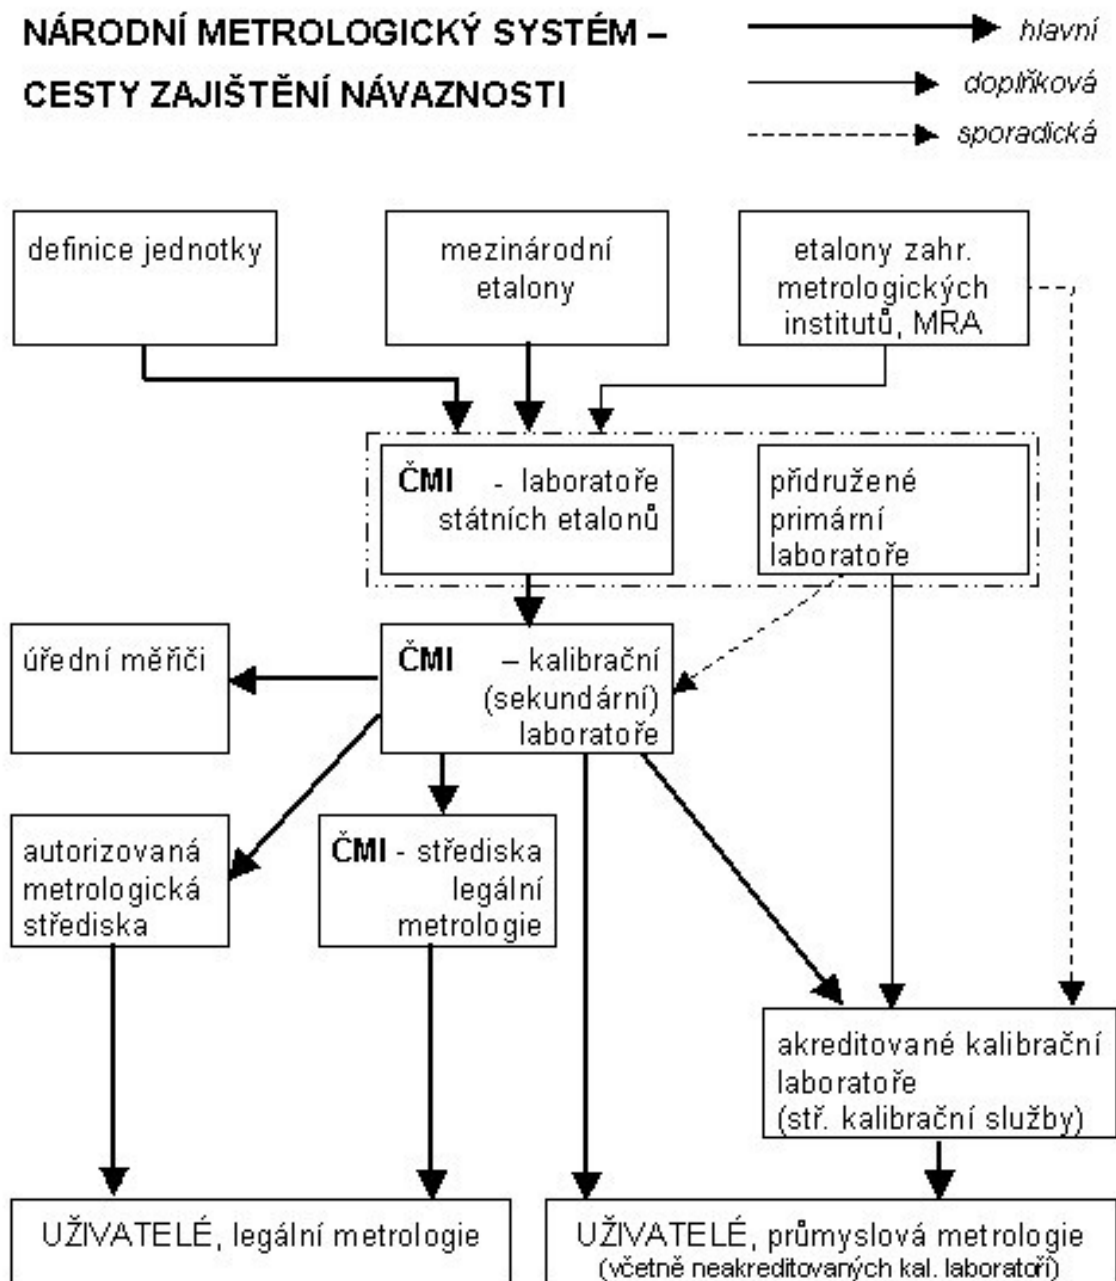 NÁRODNÍ METROLOGICKÝ SYSTÉM –
CESTY ZAJIŠTĚNÍ NÁVAZNOSTI
hlavní
doplňková
sporadická
definice jednotky
mezinárodní
etalony
etalony zahr.
metrologických
institutů, MRA
ČMI - laboratoře
státních etalonů
přidružené
primární
laboratoře
úřední měřiči
ČMI – kalibrační
(sekundární)
laboratoře
autorizovaná
metrologická
střediska
ČMI - střediska
legální
metrologie
akreditované kalibrační
laboratoře
(stř. kalibrační služby)
UŽIVATELÉ, legální metrologie
UŽIVATELÉ, průmyslová metrologie
(včetně neakreditovaných kal. laboratoří)